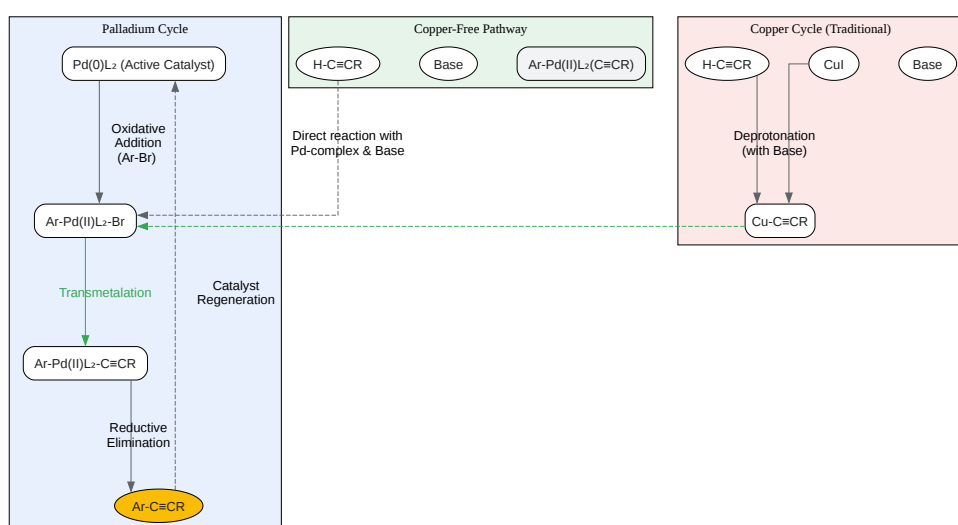 Palladium Cycle
Pd(0)L₂ (Active Catalyst)
Oxidative
Addition
(Ar-Br)
Ar-Pd(II)L₂-Br
Transmetalation
Catalyst
Regeneration
Ar-Pd(II)L₂-C≡CR
Reductive
Elimination
Ar-C≡CR
Copper-Free Pathway
H-C≡CR
Base
Ar-Pd(II)L₂(C≡CR)
Direct reaction with
Pd-complex & Base
Copper Cycle (Traditional)
H-C≡CR
CuI
Base
Deprotonation
(with Base)
Cu-C≡CR